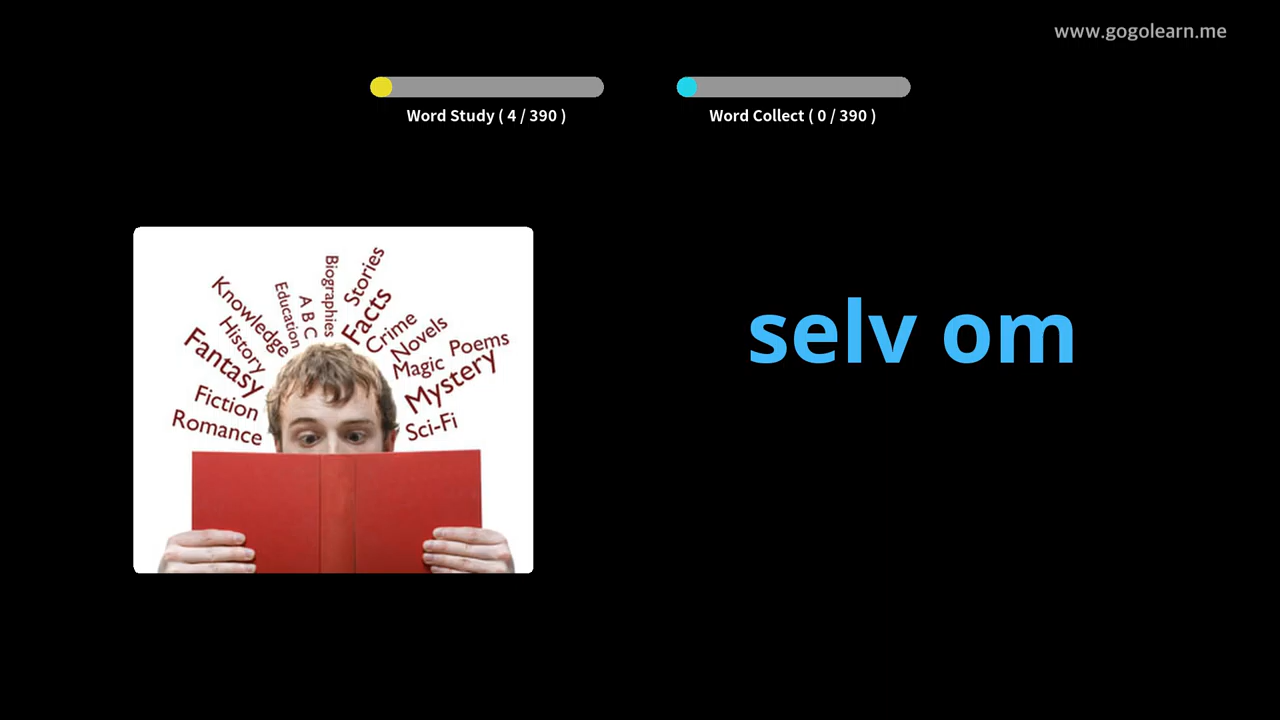 www.gogolearn.me
Word Study ( 4 / 390 )
Word Collect ( 0 / 390 )
selv om
Biographies
Stories
Education
A B C
Facts
Knowledge
Crime
History
Novels
Poems
Fantasy
Magic
Mystery
Fiction
Romance
Sci-Fi